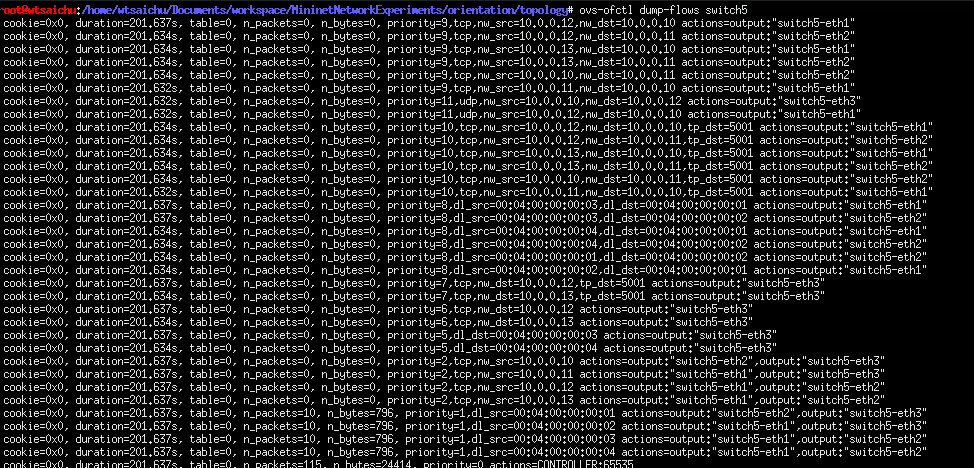 root@wtsaichu:/home/wtsaichu/Documents/workspace/MininetNetworkExperiments/orientation/topology# ovs-ofctl dump-flows switch5
cookie=0x0, duration=201.634s, table=0, n_packets=0, n_bytes=0, priority=9,tcp,nw_src=10.0.0.12,nw_dst=10.0.0.10 actions=output:"switch5-eth1"
cookie=0x0, duration=201.632s, table=0, n_packets=0, n_bytes=0, priority=9,tcp,nw_src=10.0.0.12,nw_dst=10.0.0.11 actions=output:"switch5-eth2"
cookie=0x0, duration=201.634s, table=0, n_packets=0, n_bytes=0, priority=9,tcp,nw_src=10.0.0.13,nw_dst=10.0.0.10 actions=output:"switch5-eth1"
cookie=0x0, duration=201.634s, table=0, n_packets=0, n_bytes=0, priority=9,tcp,nw_src=10.0.0.13,nw_dst=10.0.0.11 actions=output:"switch5-eth2"
cookie=0x0, duration=201.634s, table=0, n_packets=0, n_bytes=0, priority=9,tcp,nw_src=10.0.0.10,nw_dst=10.0.0.11 actions=output:"switch5-eth2"
cookie=0x0, duration=201.632s, table=0, n_packets=0, n_bytes=0, priority=9,tcp,nw_src=10.0.0.11,nw_dst=10.0.0.10 actions=output:"switch5-eth1"
cookie=0x0, duration=201.632s, table=0, n_packets=0, n_bytes=0, priority=11,udp,nw_src=10.0.0.10,nw_dst=10.0.0.12 actions=output:"switch5-eth3"
cookie=0x0, duration=201.632s, table=0, n_packets=0, n_bytes=0, priority=11,udp,nw_src=10.0.0.12,nw_dst=10.0.0.10 actions=output:"switch5-eth1"
cookie=0x0, duration=201.634s, table=0, n_packets=0, n_bytes=0, priority=10,tcp,nw_src=10.0.0.12,nw_dst=10.0.0.10,tp_dst=5001 actions=output:"switch5-eth1"
cookie=0x0, duration=201.634s, table=0, n_packets=0, n_bytes=0, priority=10,tcp,nw_src=10.0.0.12,nw_dst=10.0.0.11,tp_dst=5001 actions=output:"switch5-eth2"
cookie=0x0, duration=201.634s, table=0, n_packets=0, n_bytes=0, priority=10,tcp,nw_src=10.0.0.13,nw_dst=10.0.0.10,tp_dst=5001 actions=output:"switch5-eth1"
cookie=0x0, duration=201.634s, table=0, n_packets=0, n_bytes=0, priority=10,tcp,nw_src=10.0.0.13,nw_dst=10.0.0.11,tp_dst=5001 actions=output:"switch5-eth2"
cookie=0x0, duration=201.634s, table=0, n_packets=0, n_bytes=0, priority=10,tcp,nw_src=10.0.0.10,nw_dst=10.0.0.11,tp_dst=5001 actions=output:"switch5-eth2"
cookie=0x0, duration=201.632s, table=0, n_packets=0, n_bytes=0, priority=10,tcp,nw_src=10.0.0.11,nw_dst=10.0.0.10,tp_dst=5001 actions=output:"switch5-eth1"
cookie=0x0, duration=201.637s, table=0, n_packets=0, n_bytes=0, priority=8,dl_src=00:04:00:00:00:03,dl_dst=00:04:00:00:00:01 actions=output:"switch5-eth1"
cookie=0x0, duration=201.637s, table=0, n_packets=0, n_bytes=0, priority=8,dl_src=00:04:00:00:00:03,dl_dst=00:04:00:00:00:02 actions=output:"switch5-eth2"
cookie=0x0, duration=201.634s, table=0, n_packets=0, n_bytes=0, priority=8,dl_src=00:04:00:00:00:04,dl_dst=00:04:00:00:00:01 actions=output:"switch5-eth1"
cookie=0x0, duration=201.634s, table=0, n_packets=0, n_bytes=0, priority=8,dl_src=00:04:00:00:00:04,dl_dst=00:04:00:00:00:02 actions=output:"switch5-eth2"
cookie=0x0, duration=201.637s, table=0, n_packets=0, n_bytes=0, priority=8,dl_src=00:04:00:00:00:01,dl_dst=00:04:00:00:00:02 actions=output:"switch5-eth2"
cookie=0x0, duration=201.637s, table=0, n_packets=0, n_bytes=0, priority=8,dl_src=00:04:00:00:00:02,dl_dst=00:04:00:00:00:01 actions=output:"switch5-eth1"
cookie=0x0, duration=201.637s, table=0, n_packets=0, n_bytes=0, priority=7,tcp,nw_dst=10.0.0.12,tp_dst=5001 actions=output:"switch5-eth3"
cookie=0x0, duration=201.637s, table=0, n_packets=0, n_bytes=0, priority=7,tcp,nw_dst=10.0.0.13,tp_dst=5001 actions=output:"switch5-eth3"
cookie=0x0, duration=201.637s, table=0, n_packets=0, n_bytes=0, priority=6,tcp,nw_dst=10.0.0.12 actions=output:"switch5-eth3"
cookie=0x0, duration=201.634s, table=0, n_packets=0, n_bytes=0, priority=6,tcp,nw_dst=10.0.0.13 actions=output:"switch5-eth3"
cookie=0x0, duration=201.637s, table=0, n_packets=0, n_bytes=0, priority=5,dl_dst=00:04:00:00:00:03 actions=output:"switch5-eth3"
cookie=0x0, duration=201.637s, table=0, n_packets=0, n_bytes=0, priority=5,dl_dst=00:04:00:00:00:04 actions=output:"switch5-eth3"
cookie=0x0, duration=201.637s, table=0, n_packets=0, n_bytes=0, priority=2,tcp,nw_src=10.0.0.10 actions=output:"switch5-eth2",output:"switch5-eth3"
cookie=0x0, duration=201.637s, table=0, n_packets=0, n_bytes=0, priority=2,tcp,nw_src=10.0.0.11 actions=output:"switch5-eth1",output:"switch5-eth3"
cookie=0x0, duration=201.637s, table=0, n_packets=0, n_bytes=0, priority=2,tcp,nw_src=10.0.0.12 actions=output:"switch5-eth1",output:"switch5-eth2"
cookie=0x0, duration=201.637s, table=0, n_packets=0, n_bytes=0, priority=2,tcp,nw_src=10.0.0.13 actions=output:"switch5-eth1",output:"switch5-eth2"
cookie=0x0, duration=201.637s, table=0, n_packets=10, n_bytes=796, priority=1,dl_src=00:04:00:00:00:01 actions=output:"switch5-eth2",output:"switch5-eth3"
cookie=0x0, duration=201.637s, table=0, n_packets=10, n_bytes=796, priority=1,dl_src=00:04:00:00:00:02 actions=output:"switch5-eth1",output:"switch5-eth3"
cookie=0x0, duration=201.637s, table=0, n_packets=10, n_bytes=796, priority=1,dl_src=00:04:00:00:00:03 actions=output:"switch5-eth1",output:"switch5-eth2"
cookie=0x0, duration=201.637s, table=0, n_packets=10, n_bytes=796, priority=1,dl_src=00:04:00:00:00:04 actions=output:"switch5-eth1",output:"switch5-eth2"
cookie=0x0, duration=201.637s, table=0, n_packets=115, n_bytes=24414, priority=0 actions=CONTROLLER:65535